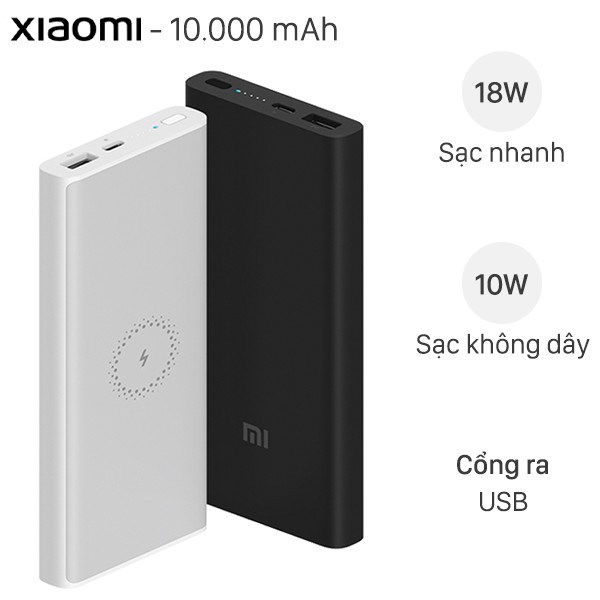 xiaomi - 10.000 mAh
18W
Sạc nhanh
10W
Sạc không dây
mi
Cổng ra
USB